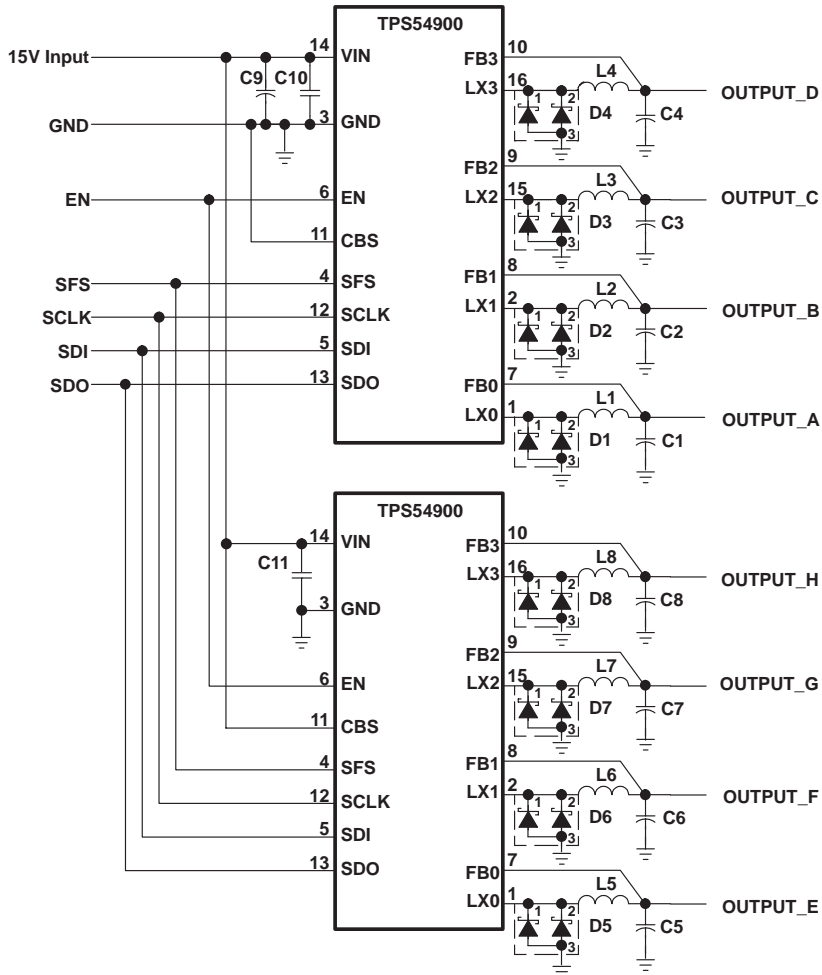 TPS54900
15V Input
14
VIN
FB3
10
C9
C10
LX3
16
1
2
3
L4
D4
C4
OUTPUT_D
GND
3
GND
FB2
9
EN
6
EN
LX2
15
1
2
3
L3
D3
C3
OUTPUT_C
11
CBS
SFS
4
SFS
FB1
8
SCLK
12
SCLK
LX1
2
1
2
3
L2
D2
C2
OUTPUT_B
SDI
5
SDI
SDO
13
SDO
FB0
7
LX0
1
1
2
3
L1
D1
C1
OUTPUT_A
TPS54900
14
VIN
FB3
10
C11
LX3
16
1
2
3
L8
D8
C8
OUTPUT_H
3
GND
FB2
9
6
EN
LX2
15
1
2
3
L7
D7
C7
OUTPUT_G
11
CBS
4
SFS
FB1
8
12
SCLK
LX1
2
1
2
3
L6
D6
C6
OUTPUT_F
5
SDI
13
SDO
FB0
7
LX0
1
1
2
3
L5
D5
C5
OUTPUT_E